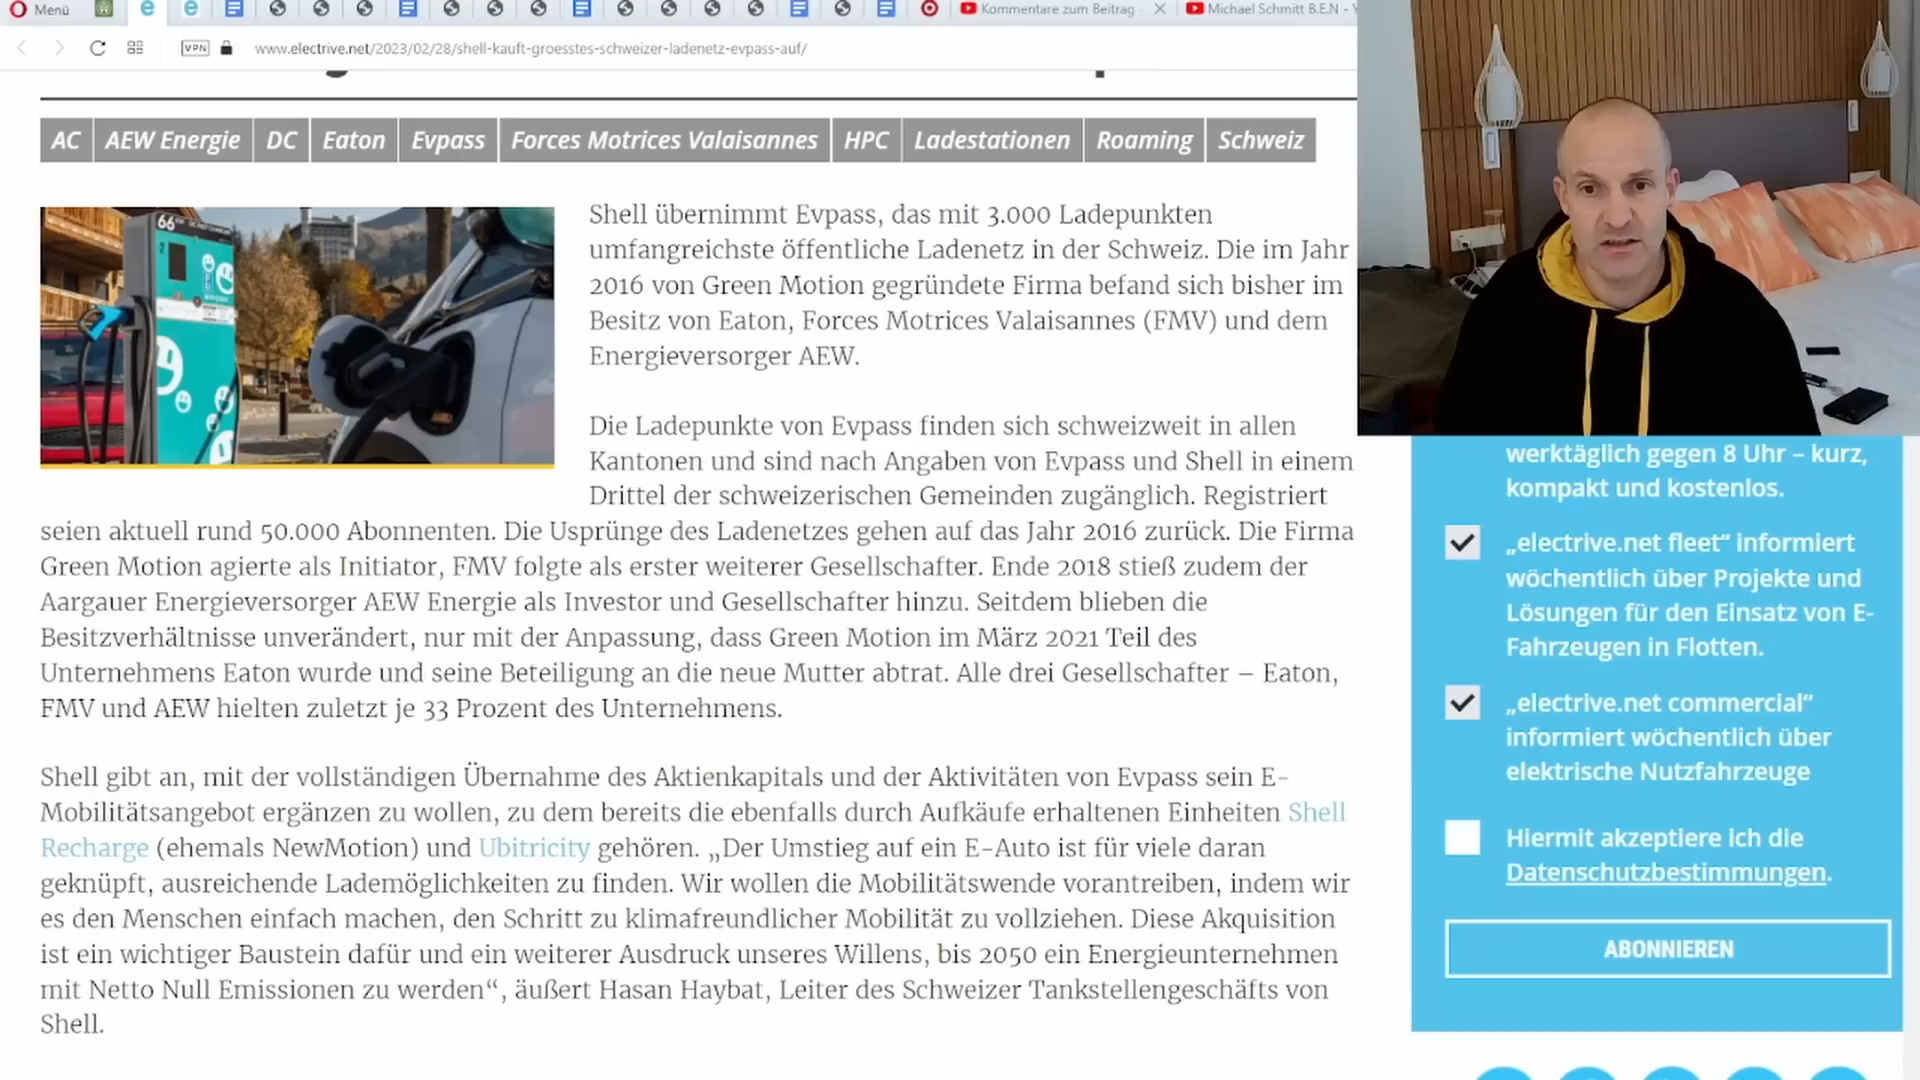 Menü
Kommentare zum Beitrag
Michael Schmitt B.E.N - Y
VPN
www.electrive.net/2023/02/28/shell-kauft-groesstes-schweizer-ladenetz-evpass-auf/
AC AEW Energie DC Eaton Evpass Forces Motrices Valaisannes HPC Ladestationen Roaming Schweiz
66
2
Shell übernimmt Evpass, das mit 3.000 Ladepunkten
umfangreichste öffentliche Ladenetz in der Schweiz. Die im Jahr
2016 von Green Motion gegründete Firma befand sich bisher im
Besitz von Eaton, Forces Motrices Valaisannes (FMV) und dem
Energieversorger AEW.
Die Ladepunkte von Evpass finden sich schweizweit in allen
Kantonen und sind nach Angaben von Evpass und Shell in einem
Drittel der schweizerischen Gemeinden zugänglich. Registriert
seien aktuell rund 50.000 Abonnenten. Die Usprünge des Ladenetzes gehen auf das Jahr 2016 zurück. Die Firma
Green Motion agierte als Initiator, FMV folgte als erster weiterer Gesellschafter. Ende 2018 stieß zudem der
Aargauer Energieversorger AEW Energie als Investor und Gesellschafter hinzu. Seitdem blieben die
Besitzverhältnisse unverändert, nur mit der Anpassung, dass Green Motion im März 2021 Teil des
Unternehmens Eaton wurde und seine Beteiligung an die neue Mutter abtrat. Alle drei Gesellschafter – Eaton,
FMV und AEW hielten zuletzt je 33 Prozent des Unternehmens.
Shell gibt an, mit der vollständigen Übernahme des Aktienkapitals und der Aktivitäten von Evpass sein E-
Mobilitätsangebot ergänzen zu wollen, zu dem bereits die ebenfalls durch Aufkäufe erhaltenen Einheiten Shell
Recharge (ehemals NewMotion) und Ubitricity gehören. „Der Umstieg auf ein E-Auto ist für viele daran
geknüpft, ausreichende Lademöglichkeiten zu finden. Wir wollen die Mobilitätswende vorantreiben, indem wir
es den Menschen einfach machen, den Schritt zu klimafreundlicher Mobilität zu vollziehen. Diese Akquisition
ist ein wichtiger Baustein dafür und ein weiterer Ausdruck unseres Willens, bis 2050 ein Energieunternehmen
mit Netto Null Emissionen zu werden“, äußert Hasan Haybat, Leiter des Schweizer Tankstellengeschäfts von
Shell.
werktäglich gegen 8 Uhr – kurz,
kompakt und kostenlos.
„electrive.net fleet“ informiert
wöchentlich über Projekte und
Lösungen für den Einsatz von E-
Fahrzeugen in Flotten.
„electrive.net commercial“
informiert wöchentlich über
elektrische Nutzfahrzeuge
Hiermit akzeptiere ich die
Datenschutzbestimmungen.
ABONNIEREN